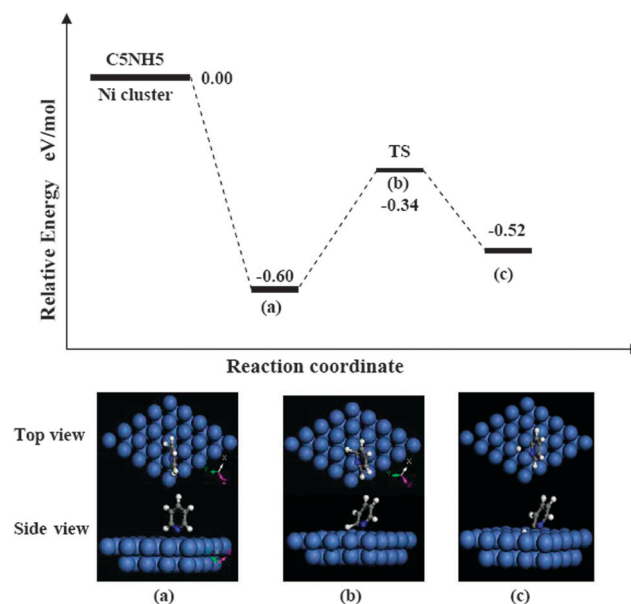 C5NH5
0.00
Ni cluster
TS
(b)
-0.34
-0.52
(c)
-0.60
(a)
Relative Energy eV/mol
Reaction coordinate
Top view
Side view
(a)
(b)
(c)